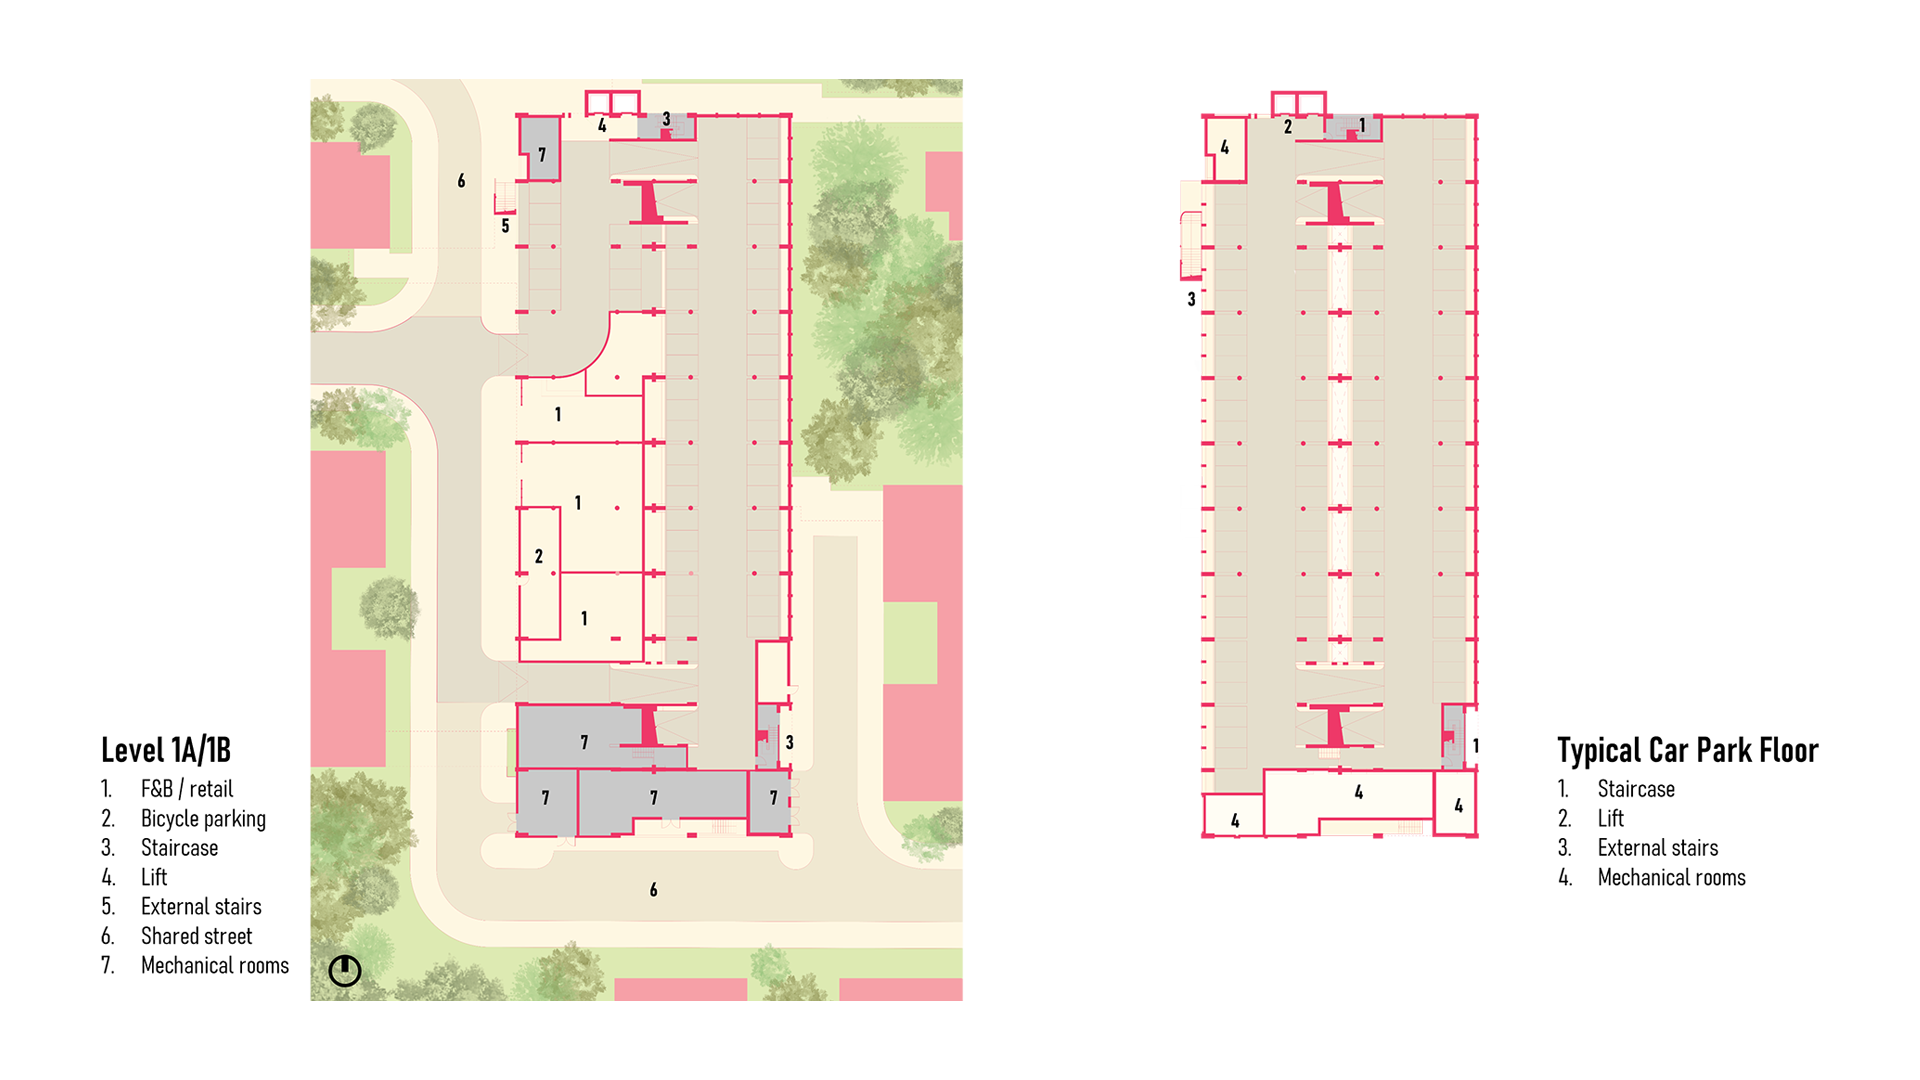 4
3
7
6
5
1
1
2
1
7
3
7
7
7
6
Level 1A/1B
1. F&B / retail
2. Bicycle parking
3. Staircase
4. Lift
5. External stairs
6. Shared street
7. Mechanical rooms
2
1
4
3
1
4
4
4
Typical Car Park Floor
1. Staircase
2. Lift
3. External stairs
4. Mechanical rooms